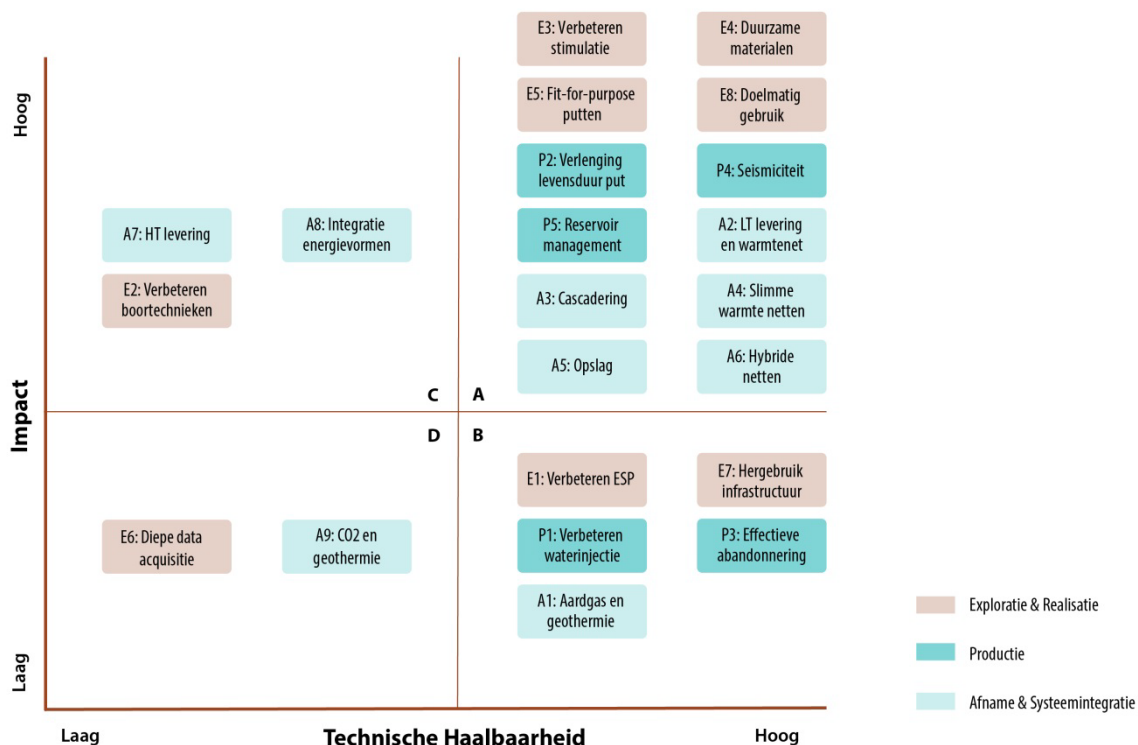 E3: Verbeteren
stimulatie
E4: Duurzame
materialen
Hoog
E5: Fit-for-purpose
putten
E8: Doelmatig
gebruik
P2: Verlenging
levensduur put
P4: Seismiciteit
A7: HT levering
A8: Integratie
energievormen
P5: Reservoir
management
A2: LT levering
en warmtenet
E2: Verbeteren
boortechnieken
A3: Cascadering
A4: Slimme
warmte netten
A5: Opslag
A6: Hybride
netten
Impact
C
A
D
B
E1: Verbeteren ESP
E7: Hergebruik
infrastructuur
E6: Diepe data
acquisitie
A9: CO2 en
geothermie
P1: Verbeteren
waterinjectie
P3: Effectieve
abandonnering
A1: Aardgas en
geothermie
Laag
Exploratie & Realisatie
Productie
Afname & Systeemintegratie
Laag
Technische Haalbaarheid
Hoog